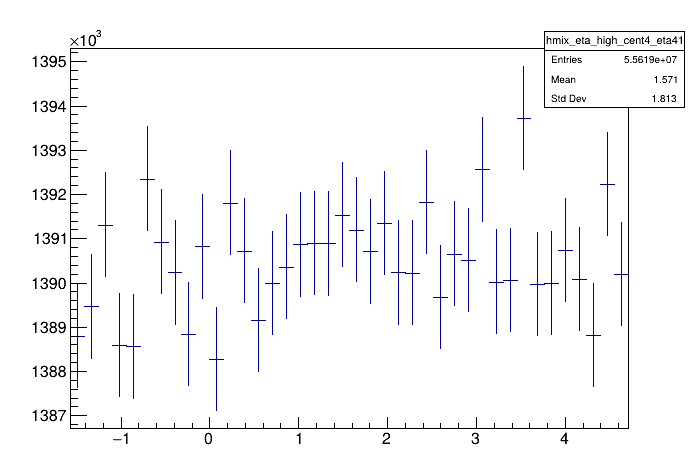 ×10³
hmix_eta_high_cent4_eta41
Entries 5.5619e+07
Mean 1.571
Std Dev 1.813
1395
1394
1393
1392
1391
1390
1389
1388
1387
−1 0 1 2 3 4